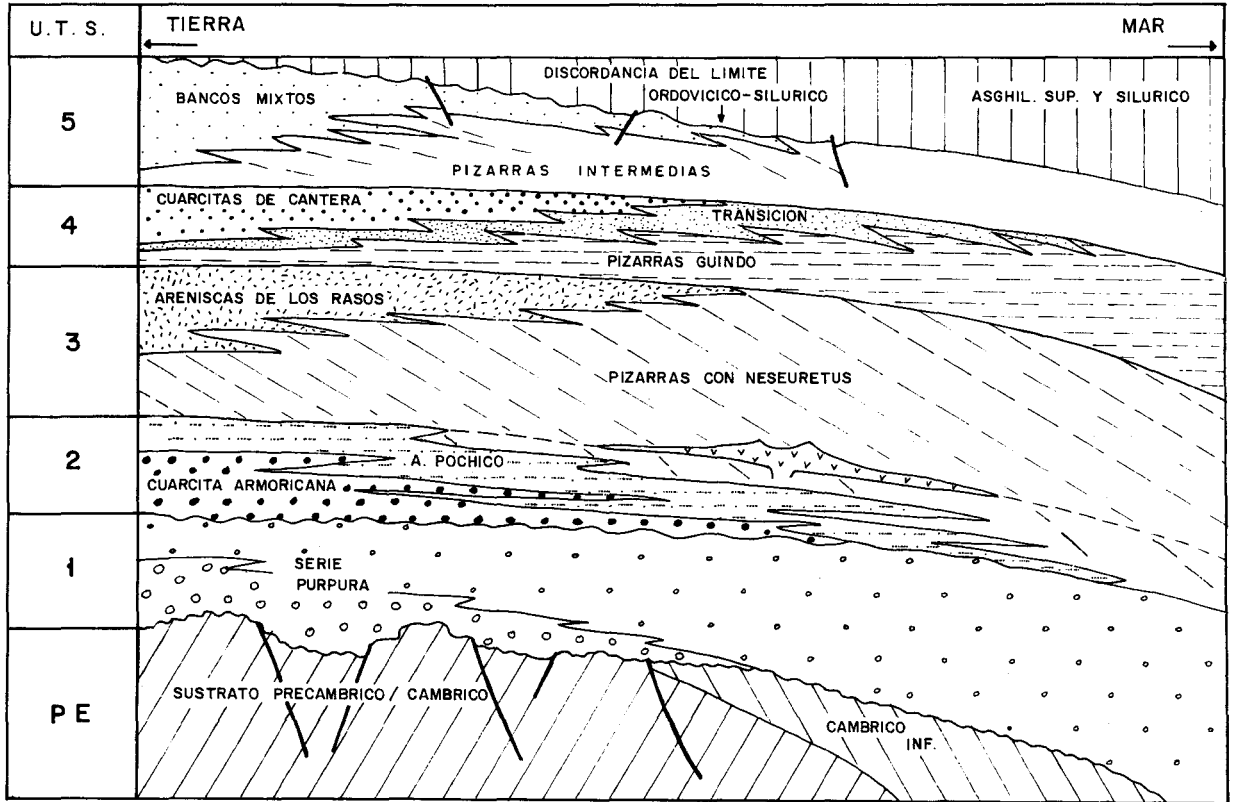 U.T.S.
TIERRA
MAR
5
BANCOS MIXTOS
DISCORDANCIA DEL LIMITE
ORDOVICICO-SILURICO
ASGHIL. SUP. Y SILURICO
PIZARRAS INTERMEDIAS
4
CUARCITAS DE CANTERA
TRANSICION
PIZARRAS GUINDO
3
ARENISCAS DE LOS RASOS
PIZARRAS CON NESEURETUS
2
A. POCHICO
CUARCITA ARMORICANA
1
SERIE
PURPURA
PE
SUSTRATO PRECAMBRICO / CAMBRICO
CAMBRICO
INF.